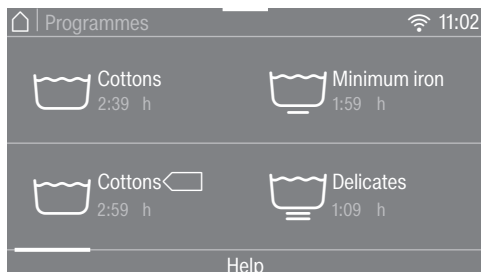 Programmes 11:02
Cottons
2:39 h
Minimum iron
1:59 h
Cottons
2:59 h
Delicates
1:09 h
Help